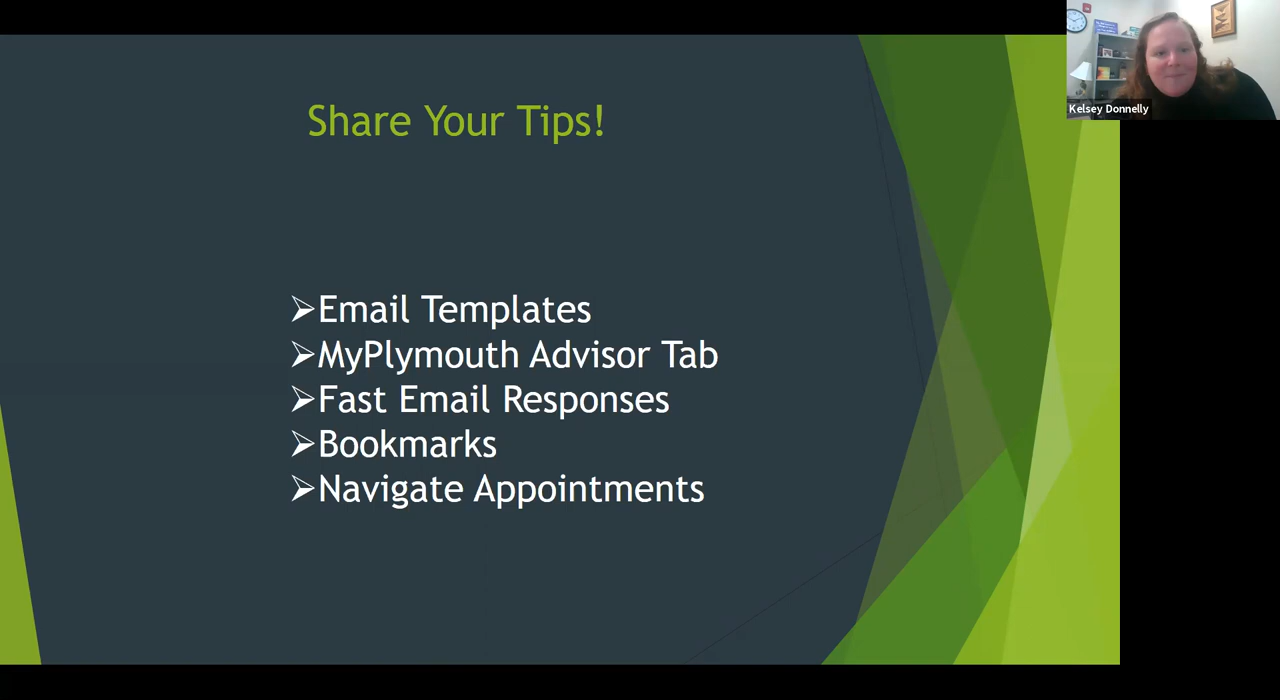 Share Your Tips!
Kelsey Donnelly
➢Email Templates
➢MyPlymouth Advisor Tab
➢Fast Email Responses
➢Bookmarks
➢Navigate Appointments